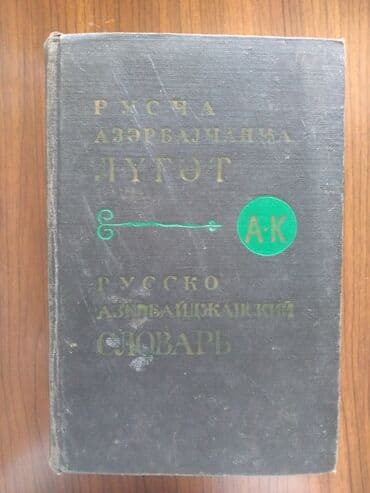 РУСЧА
АЗӘРБАЈҸАНҸА
ЛҮҒӘТ
А·К
РУССКО
АЗЕРБАЙДЖАНСКИЙ
СЛОВАРЬ